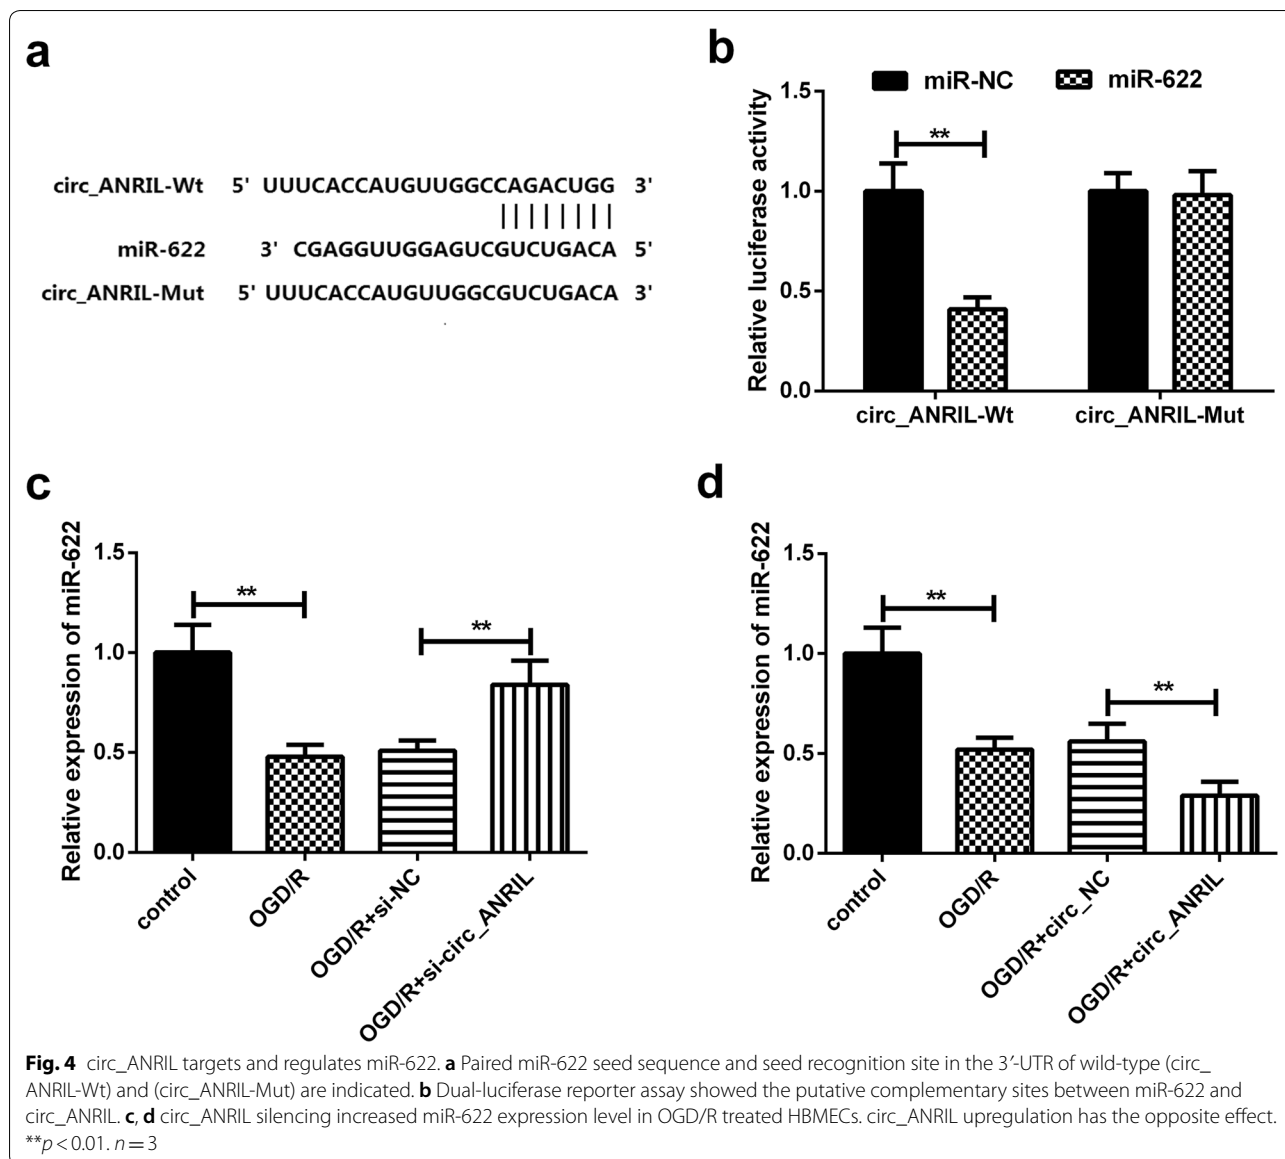 a
circ_ANRIL-Wt 5' UUUCACCAUGUUGGCCAGACUGG 3'
miR-622 3' CGAGGUUGGAGUCGUCUGACA 5'
circ_ANRIL-Mut 5' UUUCACCAUGUUGGCGUCUGACA 3'
b
miR-NC miR-622
Relative luciferase activity
1.5
1.0
0.5
0.0
**
circ_ANRIL-Wt circ_ANRIL-Mut
c
Relative expression of miR-622
1.5
1.0
0.5
0.0
**
**
control
OGD/R
OGD/R+si-NC
OGD/R+si-circ_ANRIL
d
Relative expression of miR-622
1.5
1.0
0.5
0.0
**
**
control
OGD/R
OGD/R+circ_NC
OGD/R+circ_ANRIL
Fig. 4 circ_ANRIL targets and regulates miR-622. a Paired miR-622 seed sequence and seed recognition site in the 3′-UTR of wild-type (circ_
ANRIL-Wt) and (circ_ANRIL-Mut) are indicated. b Dual-luciferase reporter assay showed the putative complementary sites between miR-622 and
circ_ANRIL. c, d circ_ANRIL silencing increased miR-622 expression level in OGD/R treated HBMECs. circ_ANRIL upregulation has the opposite effect.
**p < 0.01. n = 3